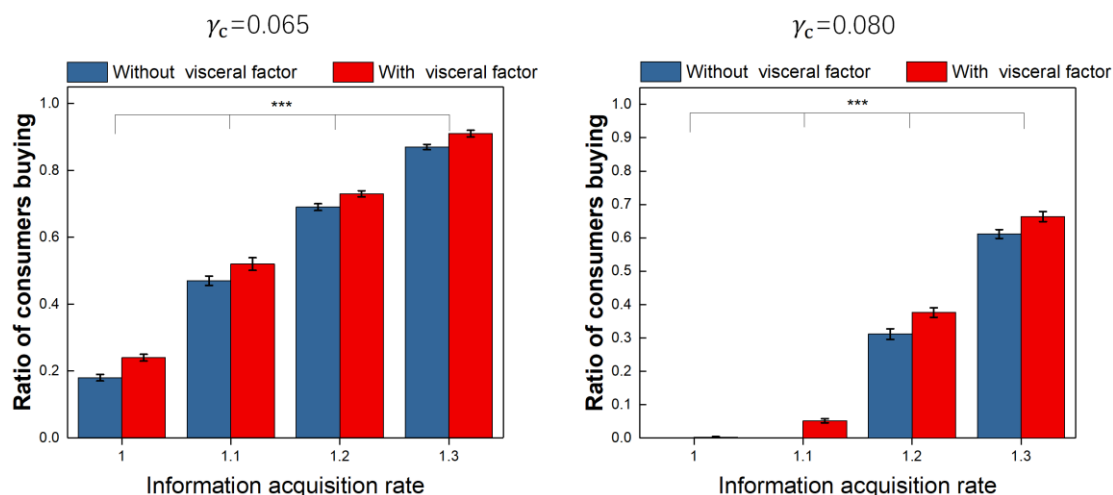 γc=0.065
Without visceral factor With visceral factor
***
Ratio of consumers buying
1.0
0.8
0.6
0.4
0.2
0.0
1 1.1 1.2 1.3
Information acquisition rate
γc=0.080
Without visceral factor With visceral factor
***
Ratio of consumers buying
1.0
0.9
0.8
0.7
0.6
0.5
0.4
0.3
0.2
0.1
0.0
1 1.1 1.2 1.3
Information acquisition rate